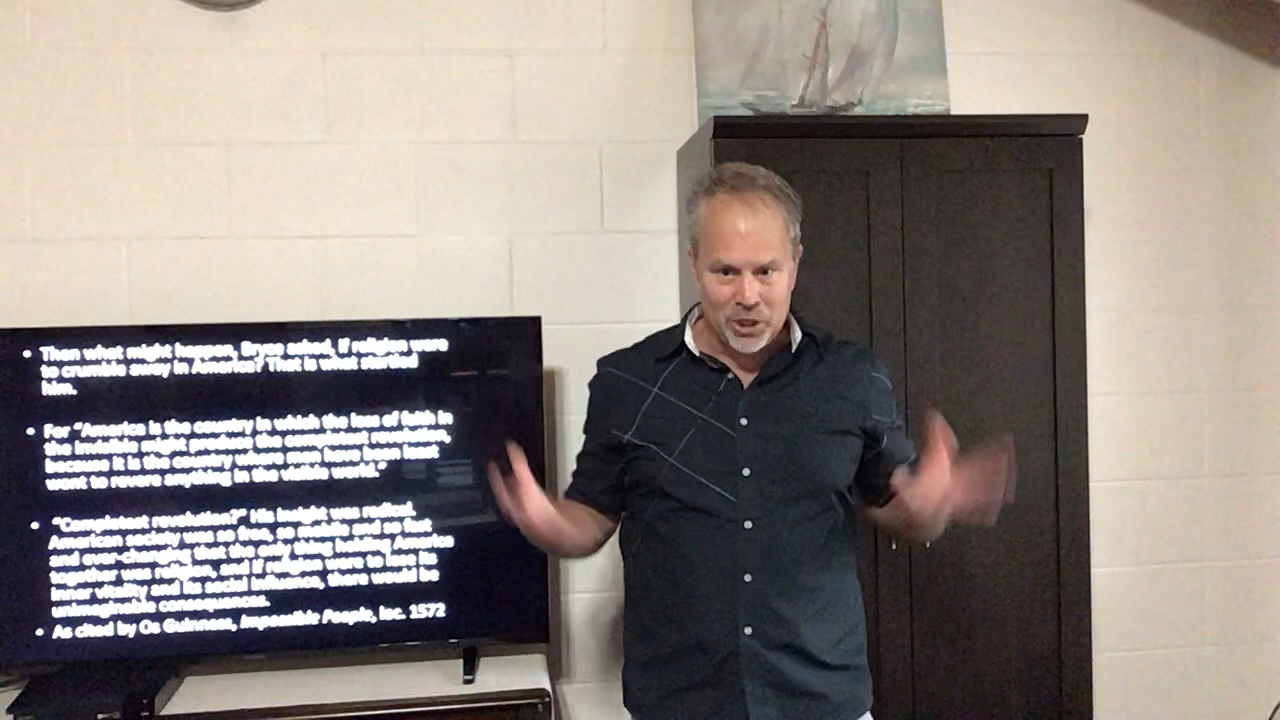 • Then what might happen, Bryce asked, if religion were
to crumble away in America? That is what startled
him.
• For "America is the country in which the loss of faith in
the invisible might produce the completest revolution,
because it is the country where men have been least
wont to revere anything in the visible world."
• "Completest revolution?" His insight was radical.
American society was so free, so mobile and so fast
and ever-changing that the only thing holding America
together was religion, and if religion were to lose its
inner vitality and its social influence, there would be
unimaginable consequences.
• As cited by Os Guinness, Impossible People, loc. 1572